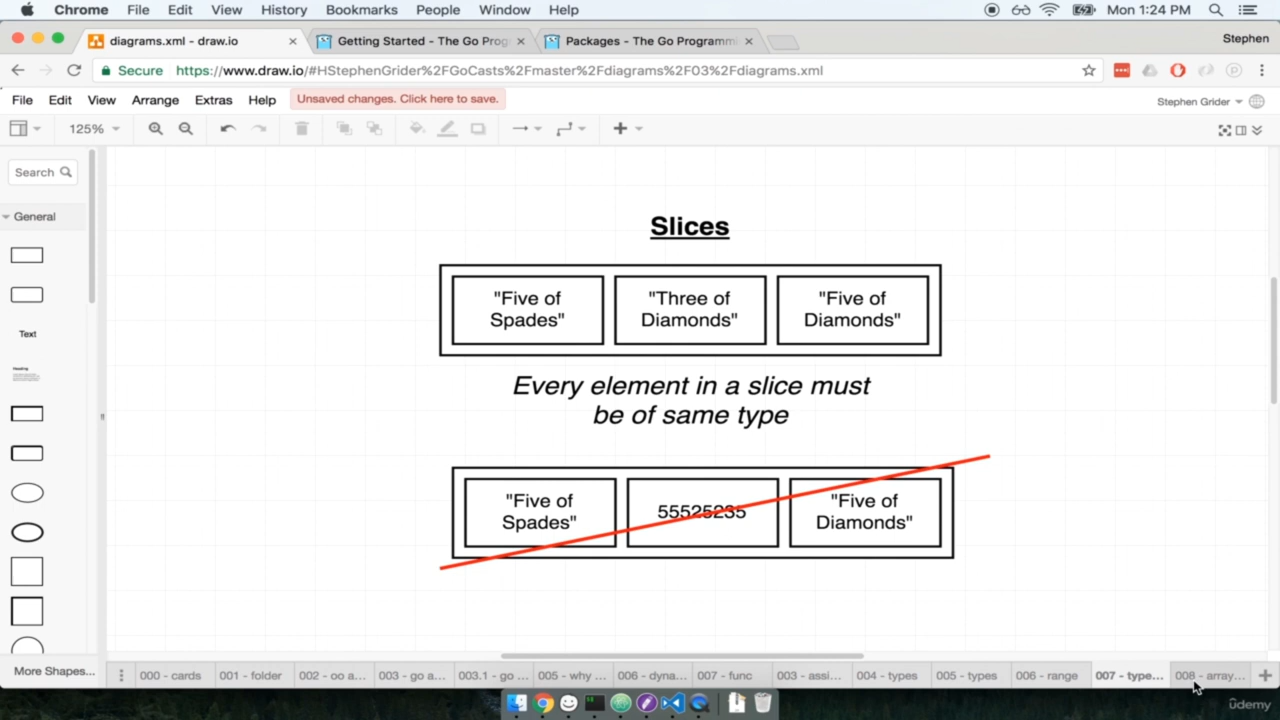 Chrome File Edit View History Bookmarks People Window Help Mon 1:24 PM
diagrams.xml - draw.io Getting Started - The Go Prog Packages - The Go Programmi Stephen
Secure https://www.draw.io/#HStephenGrider%2FGoCasts%2Fmaster%2Fdiagrams%2F03%2Fdiagrams.xml
File Edit View Arrange Extras Help Unsaved changes. Click here to save. Stephen Grider
125%
Search
General
Text
Heading
Slices
"Five of
Spades"
"Three of
Diamonds"
"Five of
Diamonds"
Every element in a slice must
be of same type
"Five of
Spades"
55525235
"Five of
Diamonds"
More Shapes...
000 - cards 001 - folder 002 - oo a... 003 - go a... 003.1 - go ... 005 - why ... 006 - dyna... 007 - func 003 - assi... 004 - types 005 - types 006 - range 007 - type... 008 - array...
udemy